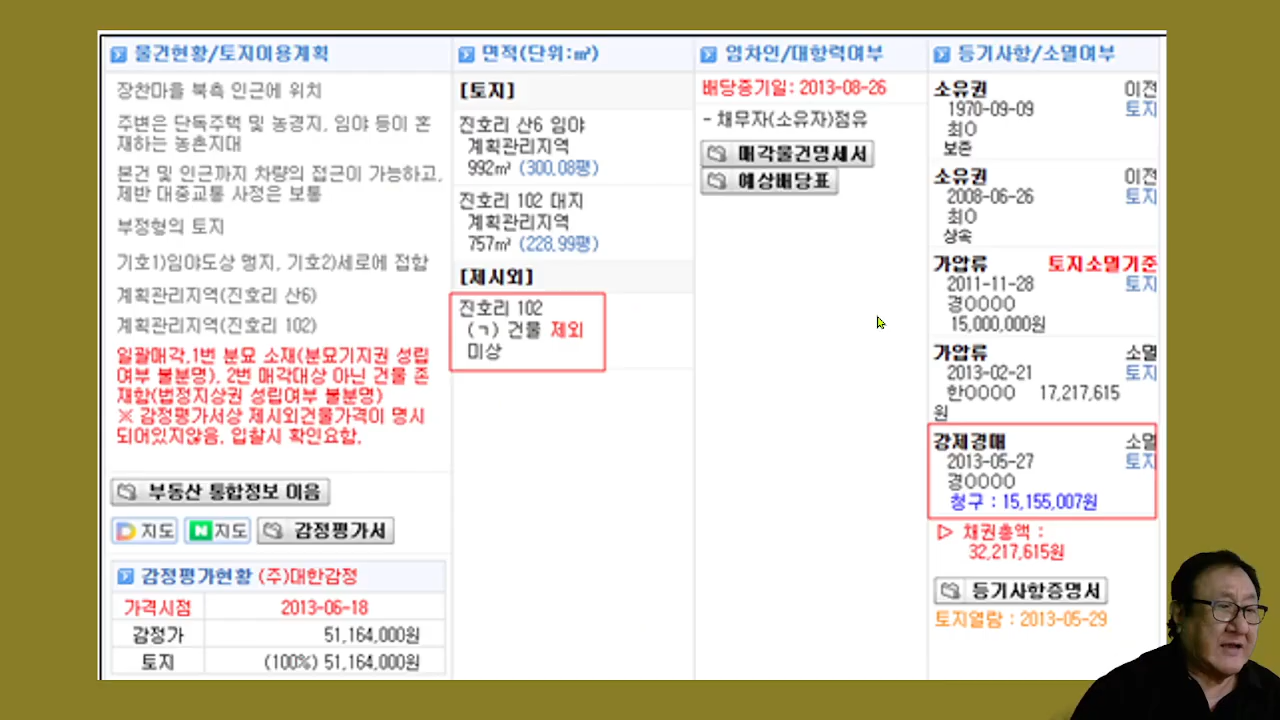 물건현황/토지이용계획
장찬마을 북측 인근에 위치
주변은 단독주택 및 농경지, 임야 등이 혼
재하는 농촌지대
본건 및 인근까지 차량의 접근이 가능하고,
제반 대중교통 사정은 보통
부정형의 토지
기호1)임야도상 맹지, 기호2)세로에 접함
계획관리지역(진호리 산6)
계획관리지역(진호리 102)
일괄매각,1번 분묘 소재(분묘기지권 성립
여부 불분명), 2번 매각대상 아닌 건물 존
재함(법정지상권 성립여부 불분명)
※ 감정평가서상 제시외건물가격이 명시
되어있지않음. 입찰시 확인요함.
부동산 통합정보 이음
D 지도 N 지도 감정평가서
감정평가현황 (주)대한감정
가격시점 2013-06-18
감정가 51,164,000원
토지 (100%) 51,164,000원
면적(단위:㎡)
[토지]
진호리 산6 임야
계획관리지역
992㎡ (300.08평)
진호리 102 대지
계획관리지역
757㎡ (228.99평)
[제시외]
진호리 102
(ㄱ) 건물 제외
미상
임차인/대항력여부
배당종기일: 2013-08-26
- 채무자(소유자)점유
매각물건명세서
예상배당표
등기사항/소멸여부
소유권 이전
1970-09-09 토지
최O
보존
소유권 이전
2008-06-26 토지
최O
상속
가압류 토지소멸기준
2011-11-28 토지
경OOOO
15,000,000원
가압류 소멸
2013-02-21 토지
한OOOO 17,217,615
원
강제경매 소멸
2013-05-27 토지
경OOOO
청구 : 15,155,007원
▷ 채권총액 :
32,217,615원
등기사항증명서
토지열람 : 2013-05-29